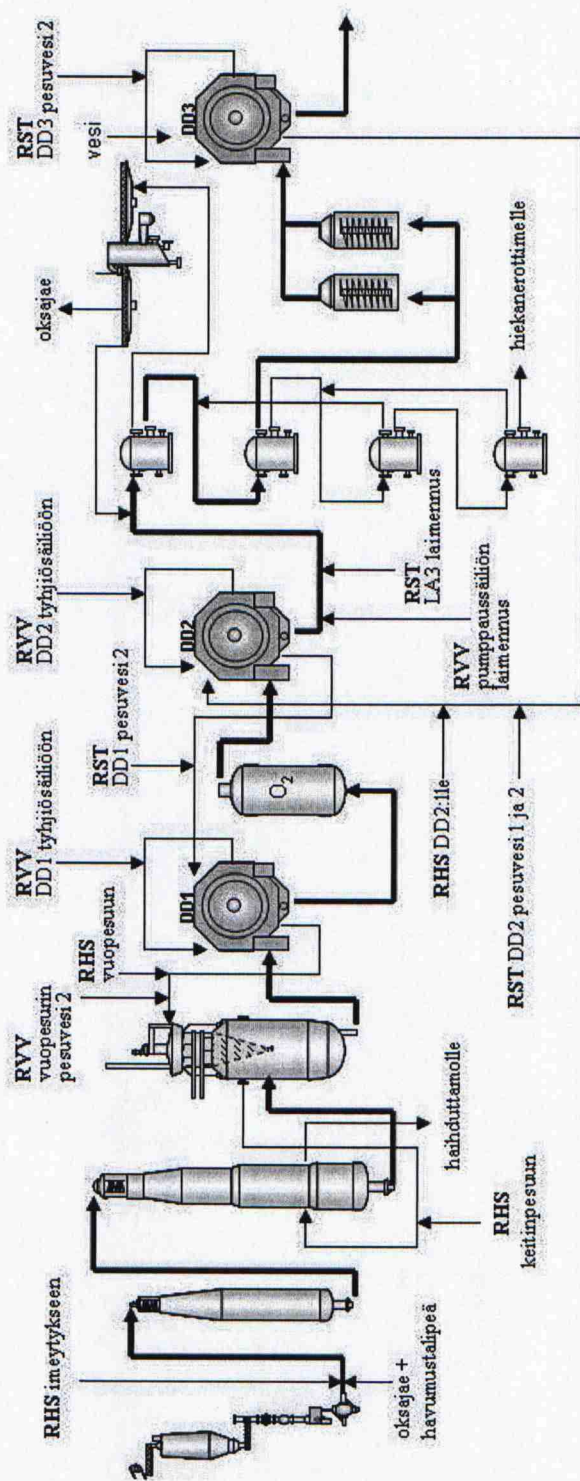 RHS imeytykseen
oksajae +
havumustalipeä
RHS
keitinpesuun
haihduttamolle
RVV
vuopesurin
pesuvesi 2
RHS
vuopesuun
RVV
DD1 tyhjiösäiliöön
DD1
RST
DD1 pesuvesi 2
O2
RVV
DD2 tyhjiösäiliöön
DD2
RHS DD2:lle
RST DD2 pesuvesi 1 ja 2
RVV
pumppaussäiliön
laimennus
RST
LA3 laimennus
oksajae
hiekanerottimelle
RST
DD3 pesuvesi 2
vesi
DD3